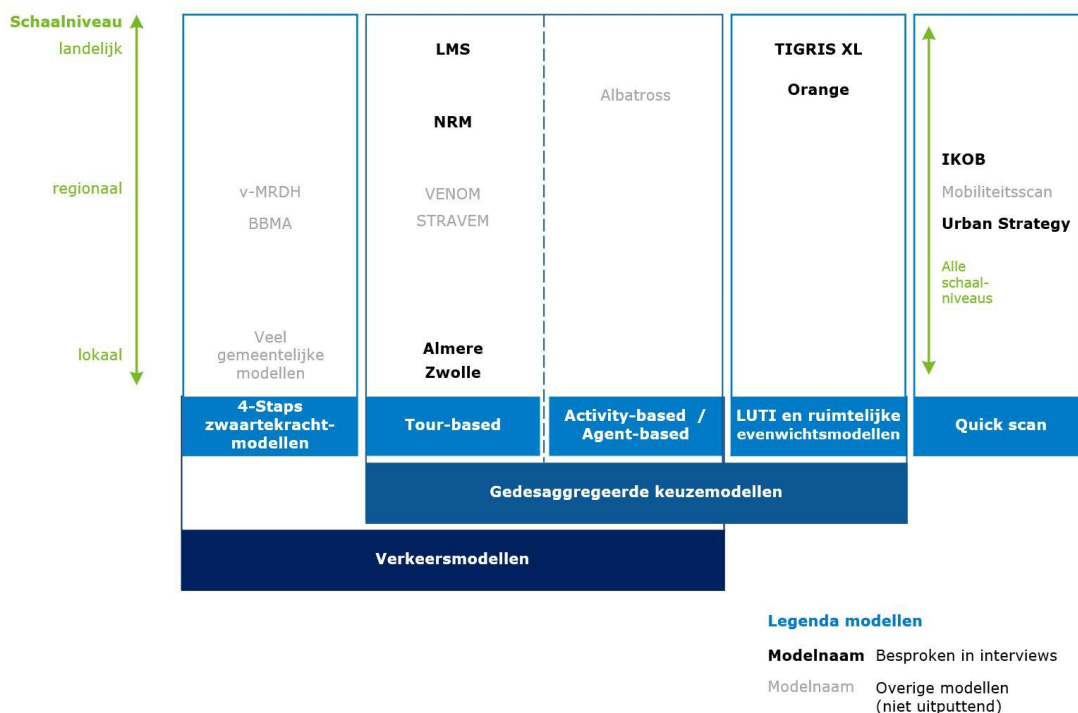 Schaalniveau
landelijk
regionaal
lokaal
v-MRDH
BBMA
Veel
gemeentelijke
modellen
LMS
NRM
VENOM
STRAVEM
Almere
Zwolle
Albatross
TIGRIS XL
Orange
IKOB
Mobiliteitsscan
Urban Strategy
Alle
schaal-
niveaus
4-Staps
zwaartekracht-
modellen
Tour-based
Activity-based /
Agent-based
LUTI en ruimtelijke
evenwichtsmodellen
Quick scan
Gedesaggregeerde keuzemodellen
Verkeersmodellen
Legenda modellen
Modelnaam Besproken in interviews
Modelnaam Overige modellen
(niet uitputtend)